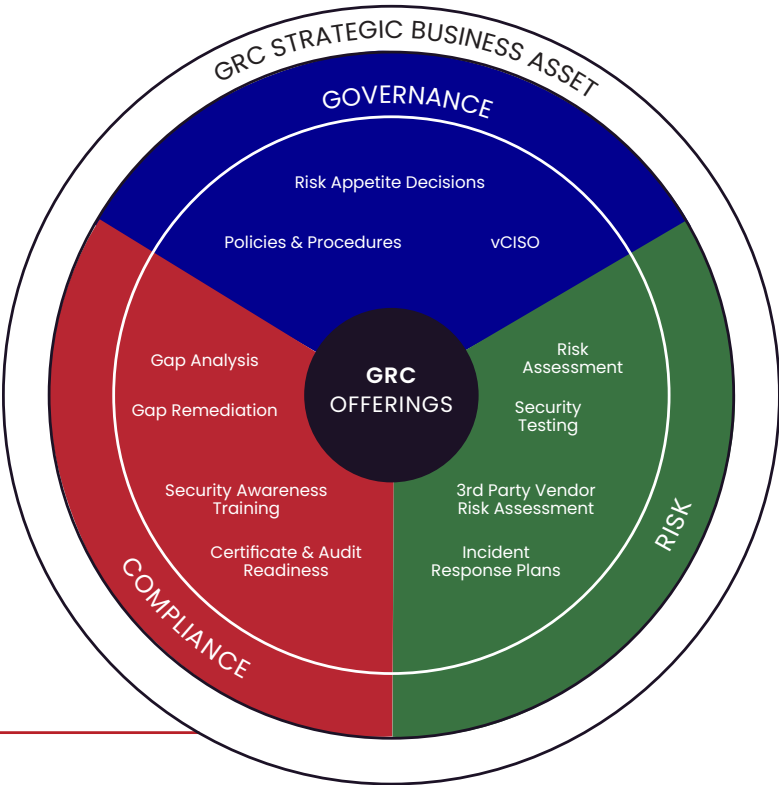 GRC STRATEGIC BUSINESS ASSET
GOVERNANCE
Risk Appetite Decisions
Policies & Procedures
vCISO
Gap Analysis
Gap Remediation
Security Awareness
Training
Certificate & Audit
Readiness
COMPLIANCE
GRC
OFFERINGS
Risk
Assessment
Security
Testing
3rd Party Vendor
Risk Assessment
Incident
Response Plans
RISK